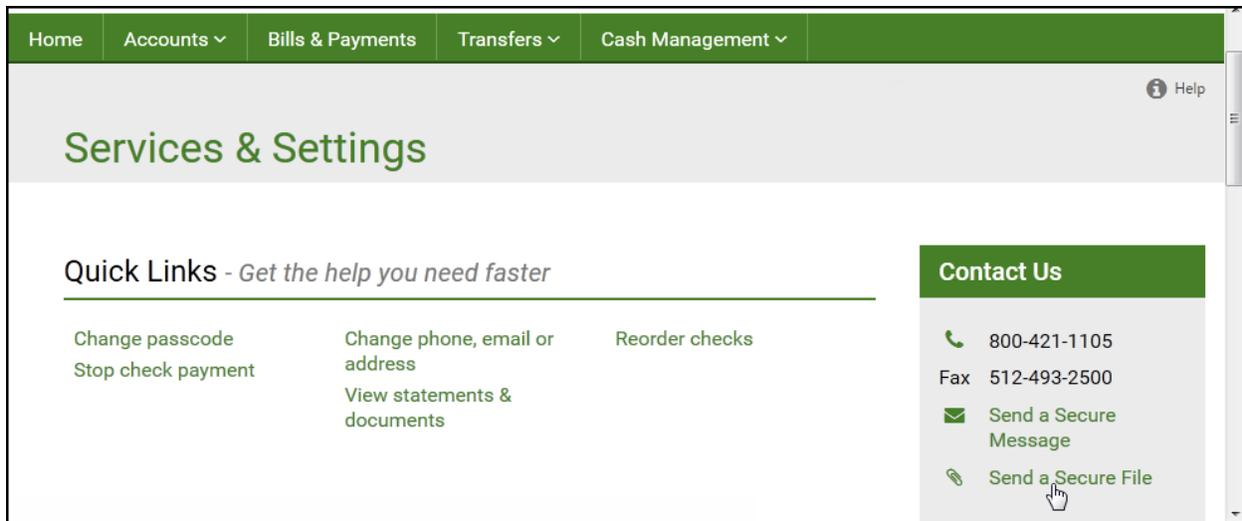 Home Accounts Bills & Payments Transfers Cash Management
Help
Services & Settings
Quick Links - Get the help you need faster
Change passcode
Stop check payment
Change phone, email or
address
View statements &
documents
Reorder checks
Contact Us
800-421-1105
Fax 512-493-2500
Send a Secure
Message
Send a Secure File